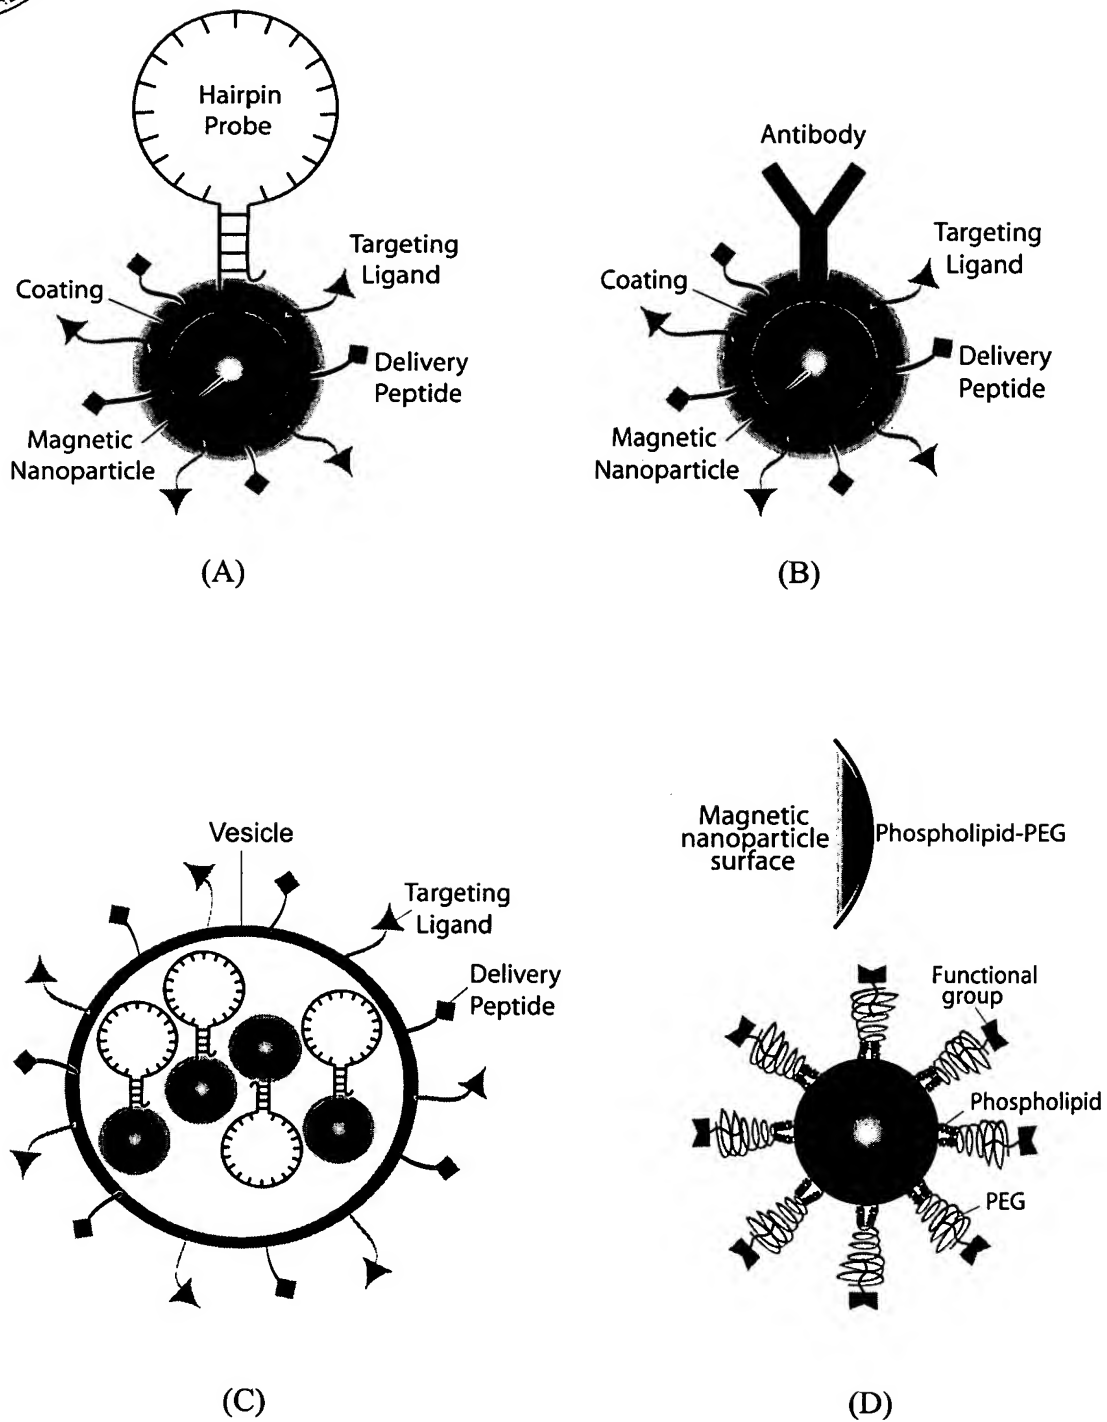 Hairpin
Probe
Targeting
Ligand
Coating
Delivery
Peptide
Magnetic
Nanoparticle
(A)
Antibody
Targeting
Ligand
Coating
Delivery
Peptide
Magnetic
Nanoparticle
(B)
Vesicle
Targeting
Ligand
Delivery
Peptide
(C)
Magnetic
nanoparticle
surface
Phospholipid-PEG
Functional
group
Phospholipid
PEG
(D)